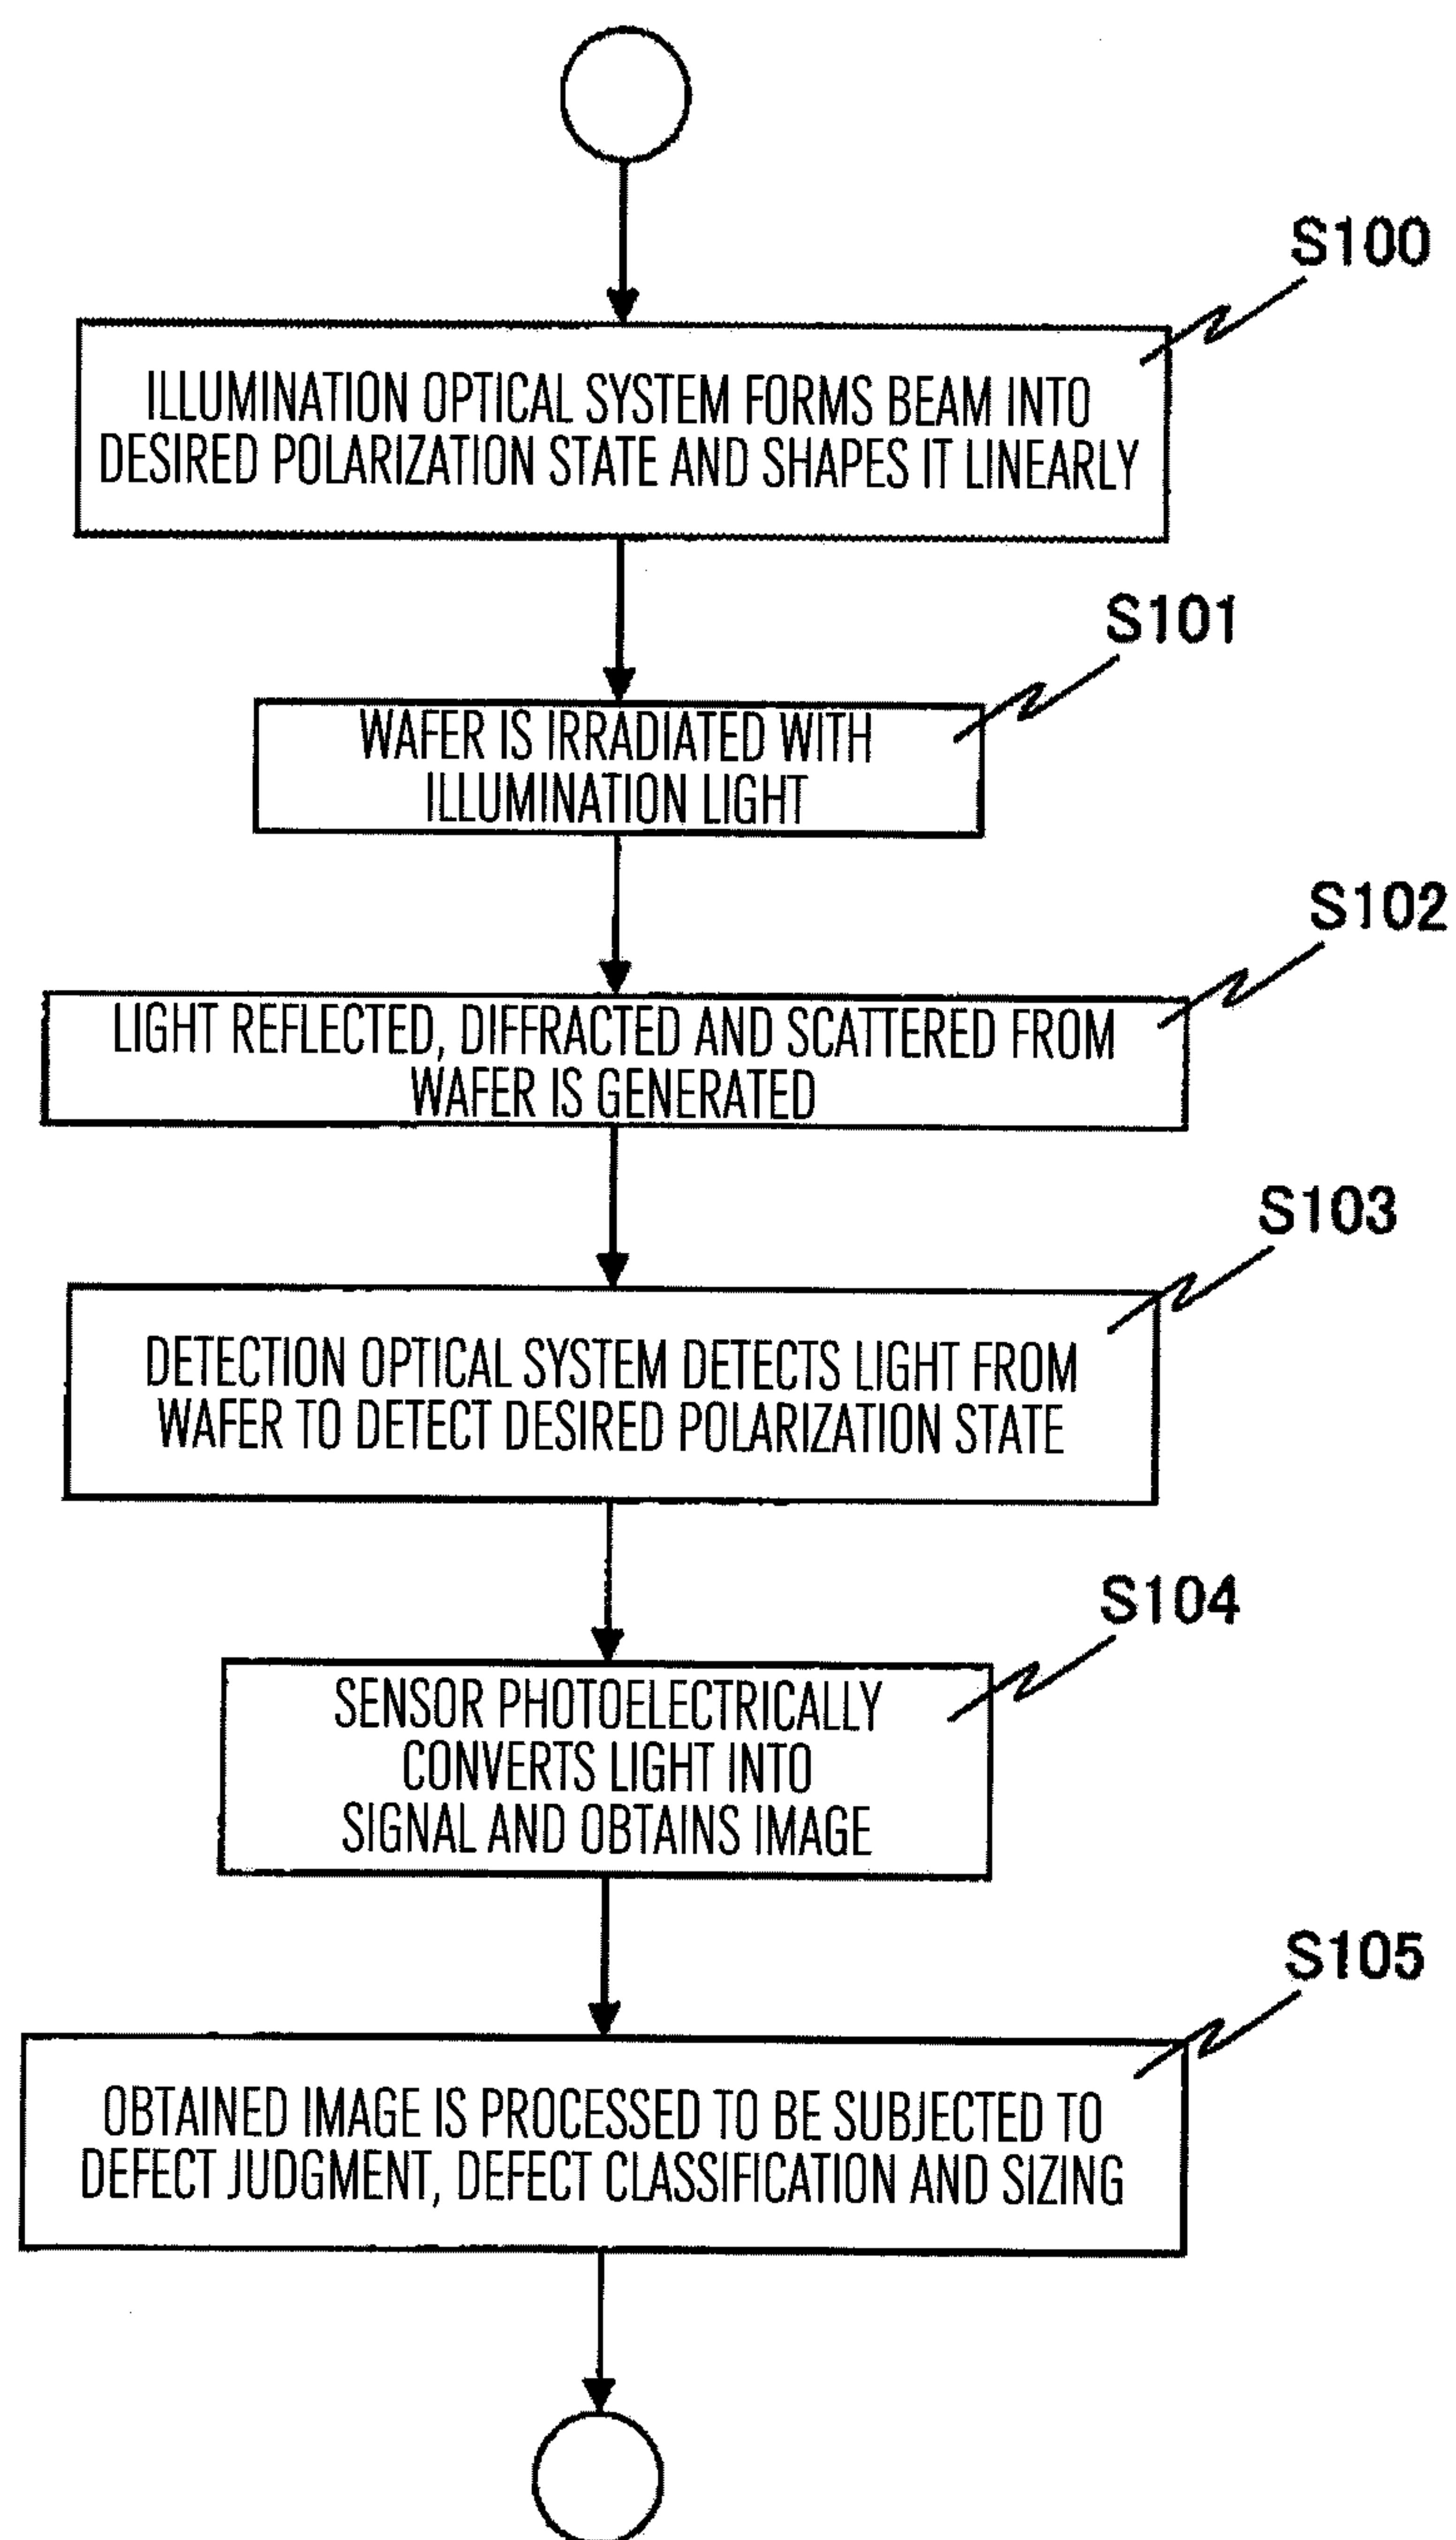 S100
ILLUMINATION OPTICAL SYSTEM FORMS BEAM INTO
DESIRED POLARIZATION STATE AND SHAPES IT LINEARLY
S101
WAFER IS IRRADIATED WITH
ILLUMINATION LIGHT
S102
LIGHT REFLECTED, DIFFRACTED AND SCATTERED FROM
WAFER IS GENERATED
S103
DETECTION OPTICAL SYSTEM DETECTS LIGHT FROM
WAFER TO DETECT DESIRED POLARIZATION STATE
S104
SENSOR PHOTOELECTRICALLY
CONVERTS LIGHT INTO
SIGNAL AND OBTAINS IMAGE
S105
OBTAINED IMAGE IS PROCESSED TO BE SUBJECTED TO
DEFECT JUDGMENT, DEFECT CLASSIFICATION AND SIZING